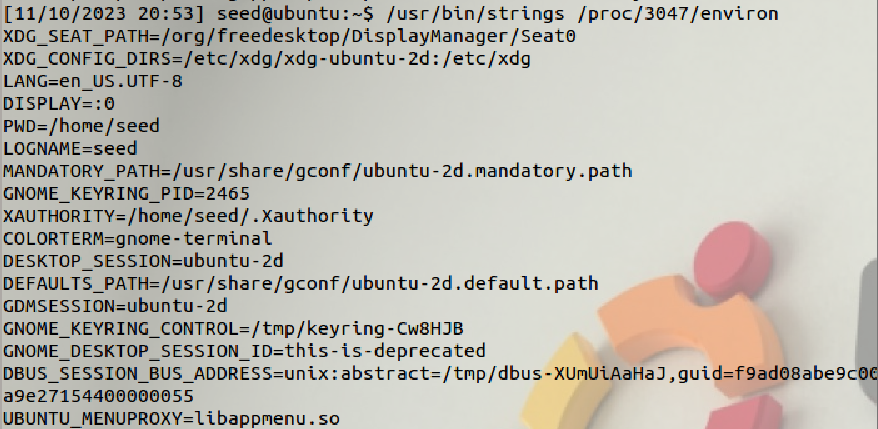 [11/10/2023 20:53] seed@ubuntu:~$ /usr/bin/strings /proc/3047/environ
XDG_SEAT_PATH=/org/freedesktop/DisplayManager/Seat0
XDG_CONFIG_DIRS=/etc/xdg/xdg-ubuntu-2d:/etc/xdg
LANG=en_US.UTF-8
DISPLAY=:0
PWD=/home/seed
LOGNAME=seed
MANDATORY_PATH=/usr/share/gconf/ubuntu-2d.mandatory.path
GNOME_KEYRING_PID=2465
XAUTHORITY=/home/seed/.Xauthority
COLORTERM=gnome-terminal
DESKTOP_SESSION=ubuntu-2d
DEFAULTS_PATH=/usr/share/gconf/ubuntu-2d.default.path
GDMSESSION=ubuntu-2d
GNOME_KEYRING_CONTROL=/tmp/keyring-Cw8HJB
GNOME_DESKTOP_SESSION_ID=this-is-deprecated
DBUS_SESSION_BUS_ADDRESS=unix:abstract=/tmp/dbus-XUmUiAaHaJ,guid=f9ad08abe9c00
a9e27154400000055
UBUNTU_MENUPROXY=libappmenu.so